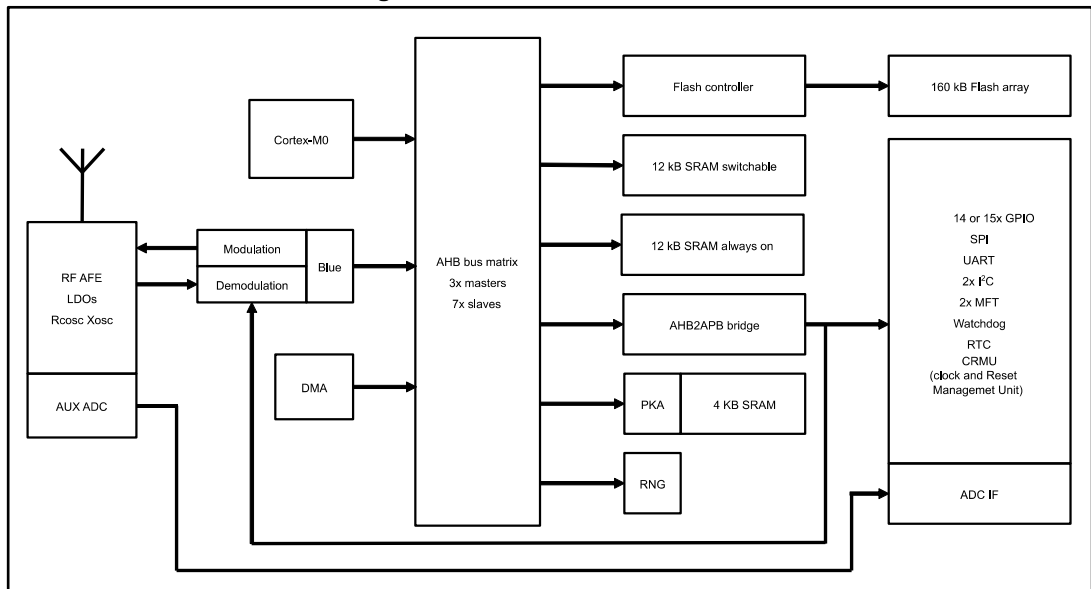 Flash controller
160 kB Flash array
Cortex-M0
12 kB SRAM switchable
14 or 15x GPIO
SPI
UART
2x I²C
2x MFT
Watchdog
RTC
CRMU
(clock and Reset
Managemet Unit)
12 kB SRAM always on
Modulation
Demodulation
Blue
RF AFE
LDOs
Rcosc Xosc
AHB bus matrix
3x masters
7x slaves
AHB2APB bridge
DMA
AUX ADC
PKA
4 KB SRAM
RNG
ADC IF